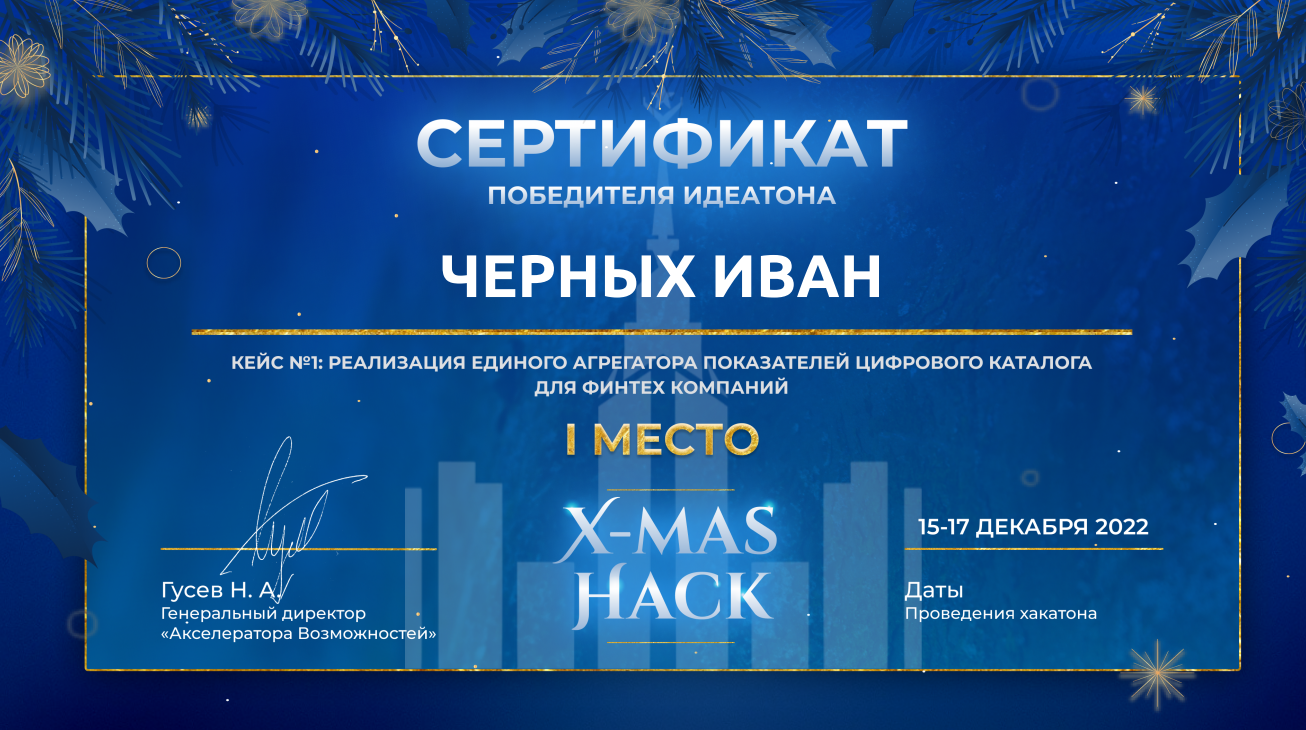 СЕРТИФИКАТ
ПОБЕДИТЕЛЯ ИДЕАТОНА
ЧЕРНЫХ ИВАН
КЕЙС №1: РЕАЛИЗАЦИЯ ЕДИНОГО АГРЕГАТОРА ПОКАЗАТЕЛЕЙ ЦИФРОВОГО КАТАЛОГА
ДЛЯ ФИНТЕХ КОМПАНИЙ
I МЕСТО
X-MAS
HACK
Гусев Н. А.
Генеральный директор
«Акселератора Возможностей»
15-17 ДЕКАБРЯ 2022
Даты
Проведения хакатона